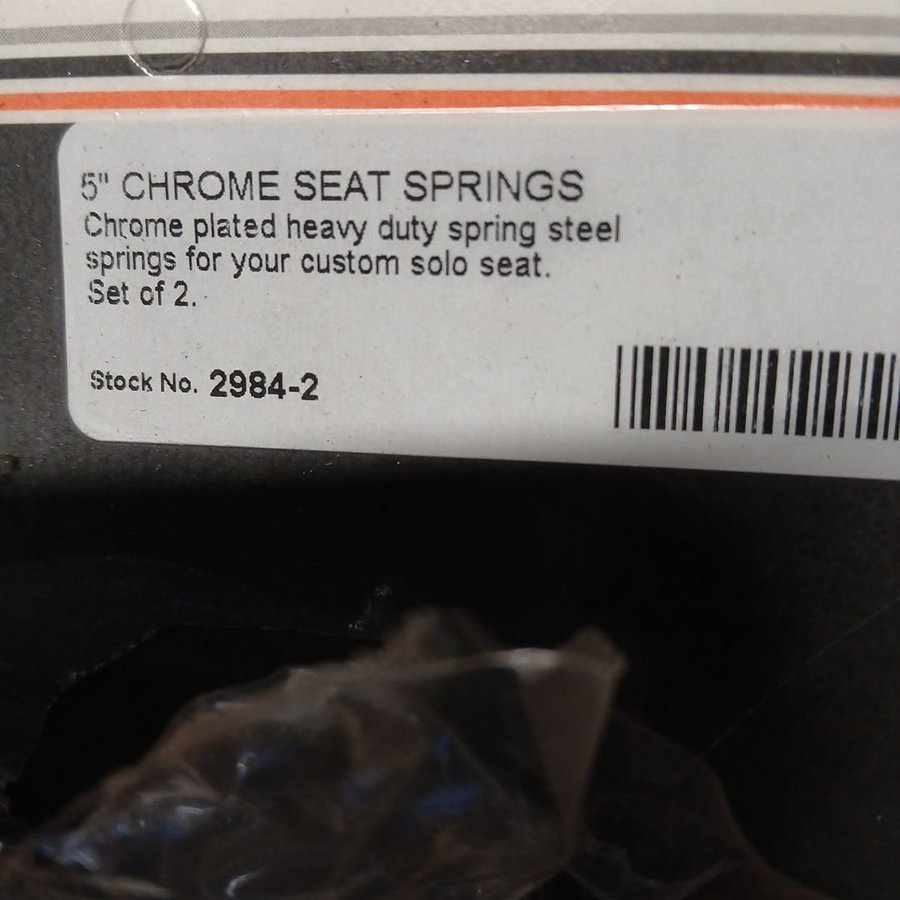 5" CHROME SEAT SPRINGS
Chrome plated heavy duty spring steel
springs for your custom solo seat.
Set of 2.
Stock No. 2984-2